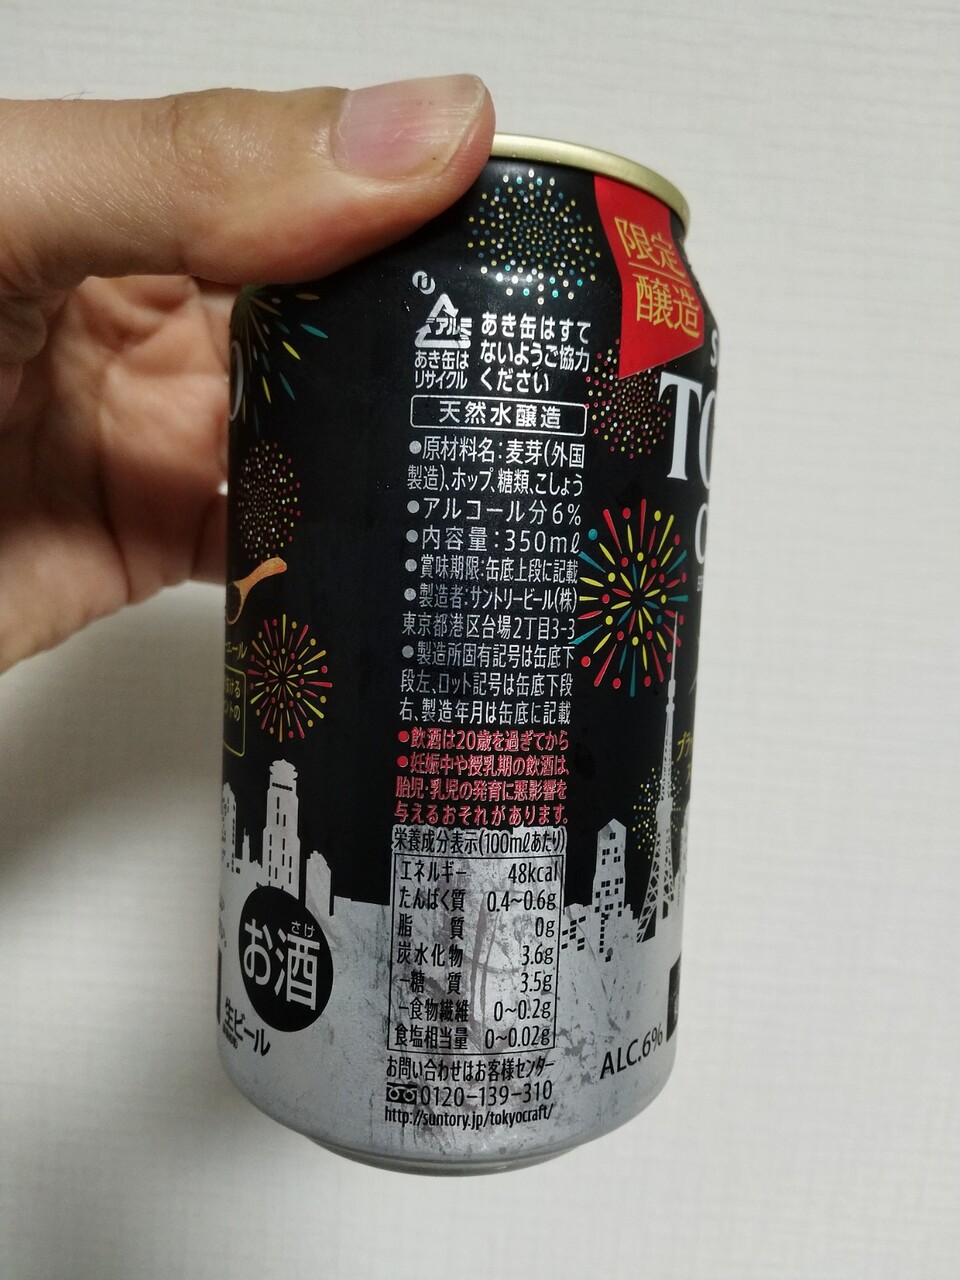 限定
醸造
アルミ
あき缶は
リサイクル
あき缶はすて
ないようご協力
ください
天然水醸造
●原材料名:麦芽(外国
製造)、ホップ、糖類、こしょう
●アルコール分6%
●内容量:350mℓ
●賞味期限:缶底上段に記載
●製造者:サントリービール(株)
東京都港区台場2丁目3-3
●製造所固有記号は缶底下
段左、ロット記号は缶底下段
右、製造年月は缶底に記載
●飲酒は20歳を過ぎてから
●妊娠中や授乳期の飲酒は、
胎児・乳児の発育に悪影響を
与えるおそれがあります。
栄養成分表示(100mℓあたり)
エネルギー 48kcal
たんぱく質 0.4~0.6g
脂質 0g
炭水化物 3.6g
-糖質 3.5g
-食物繊維 0~0.2g
食塩相当量 0~0.02g
お問い合わせはお客様センター
0120-139-310
http://suntory.jp/tokyocraft/
さけ
お酒
生ビール
ALC.6%